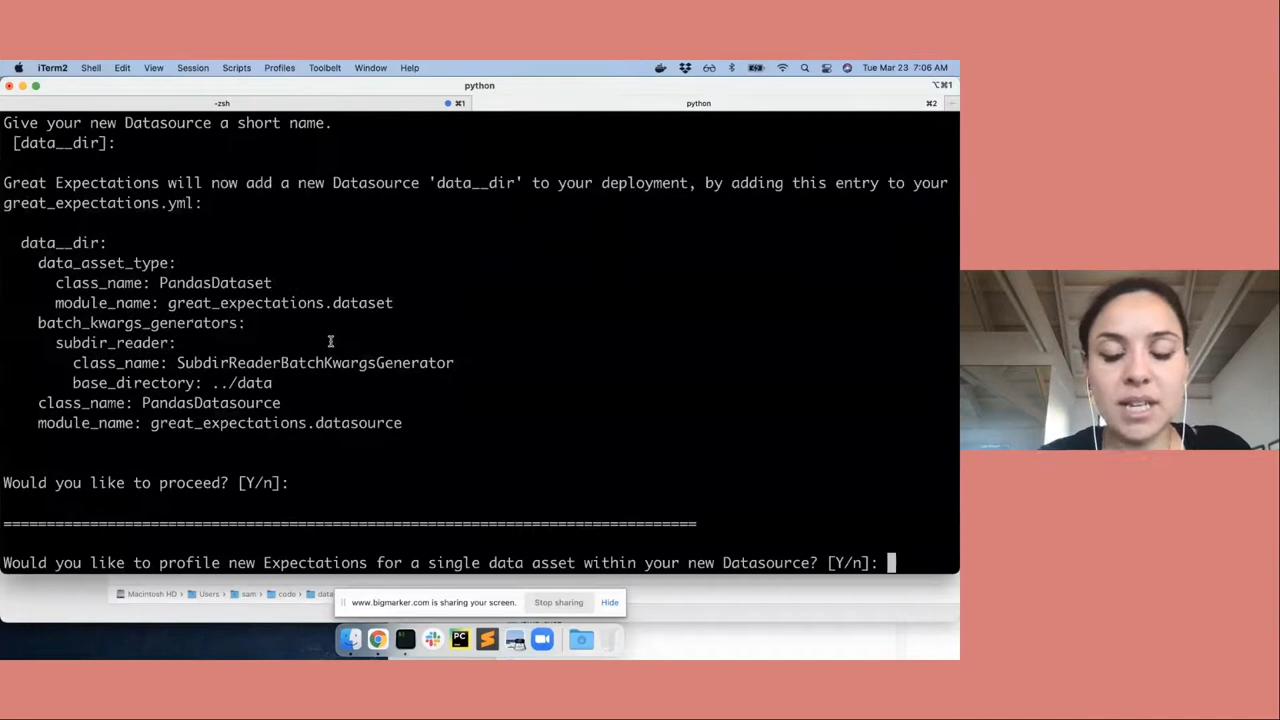 iTerm2 Shell Edit View Session Scripts Profiles Toolbelt Window Help Tue Mar 23 7:06 AM
python ⌥⌘1
-zsh ⌘1 python ⌘2
Give your new Datasource a short name.
[data__dir]:
Great Expectations will now add a new Datasource 'data__dir' to your deployment, by adding this entry to your
great_expectations.yml:
data__dir:
data_asset_type:
class_name: PandasDataset
module_name: great_expectations.dataset
batch_kwargs_generators:
subdir_reader:
class_name: SubdirReaderBatchKwargsGenerator
base_directory: ../data
class_name: PandasDatasource
module_name: great_expectations.datasource
Would you like to proceed? [Y/n]:
================================================================================
Would you like to profile new Expectations for a single data asset within your new Datasource? [Y/n]:
Macintosh HD › Users › sam › code › data
www.bigmarker.com is sharing your screen. Stop sharing Hide
PC